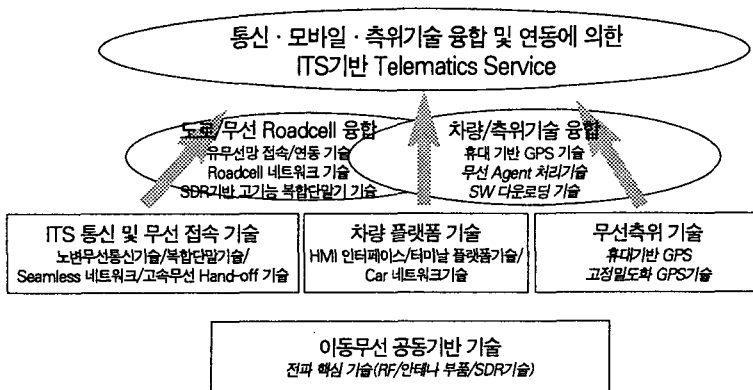 통신 · 모바일 · 측위기술 융합 및 연동에 의한
ITS기반 Telematics Service
도로/무선 Roadcell 융합
유무선망 접속/연동 기술
Roadcell 네트워크 기술
SDR기반 고기능 복합단말기 기술
차량/측위기술 융합
휴대 기반 GPS 기술
무선 Agent 처리기술
SW 다운로딩 기술
ITS 통신 및 무선 접속 기술
노변무선통신기술/복합단말기술/
Seamless 네트워크/고속무선 Hand-off 기술
차량 플랫폼 기술
HMI 인터페이스/터미날 플랫폼기술/
Car 네트워크기술
무선측위 기술
휴대기반 GPS
고정밀도화 GPS기술
이동무선 공동기반 기술
전파 핵심 기술(RF/안테나 부품/SDR기술)